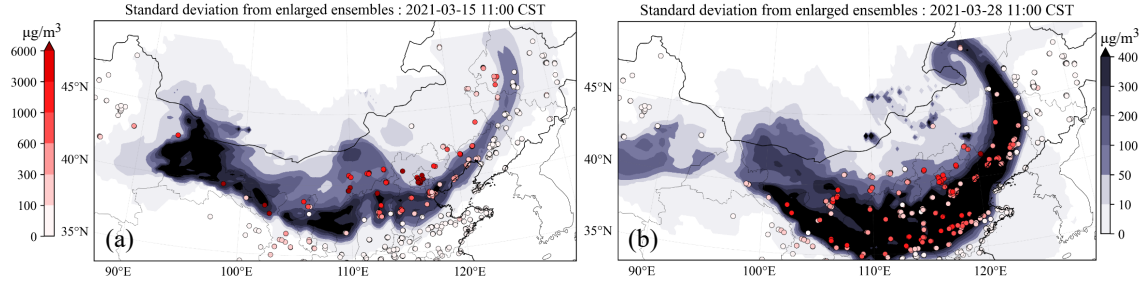 Standard deviation from enlarged ensembles : 2021-03-15 11:00 CST
μg/m³
6000
3000
1000
600
300
100
0
45°N
40°N
35°N
(a)
90°E
100°E
110°E
120°E
Standard deviation from enlarged ensembles : 2021-03-28 11:00 CST
45°N
40°N
35°N
(b)
90°E
100°E
110°E
120°E
μg/m³
400
300
200
100
50
10
0